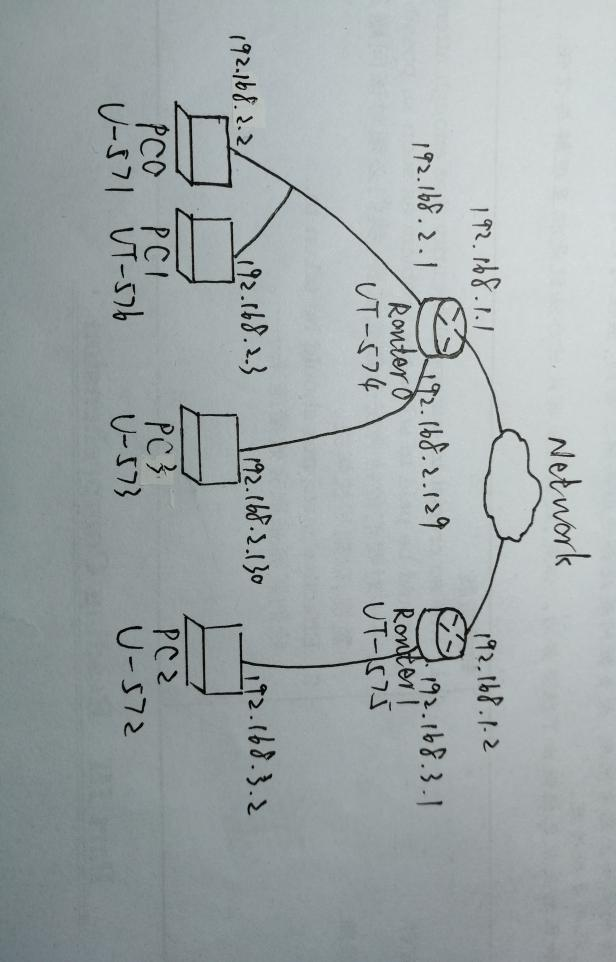 Network
192.168.1.1
192.168.1.2
192.168.2.1
Router0
UT-574
192.168.2.129
Router1
UT-575
192.168.3.1
192.168.2.2
192.168.2.3
192.168.2.130
192.168.3.2
PC0
U-571
PC1
UT-576
PC3
U-573
PC2
U-572